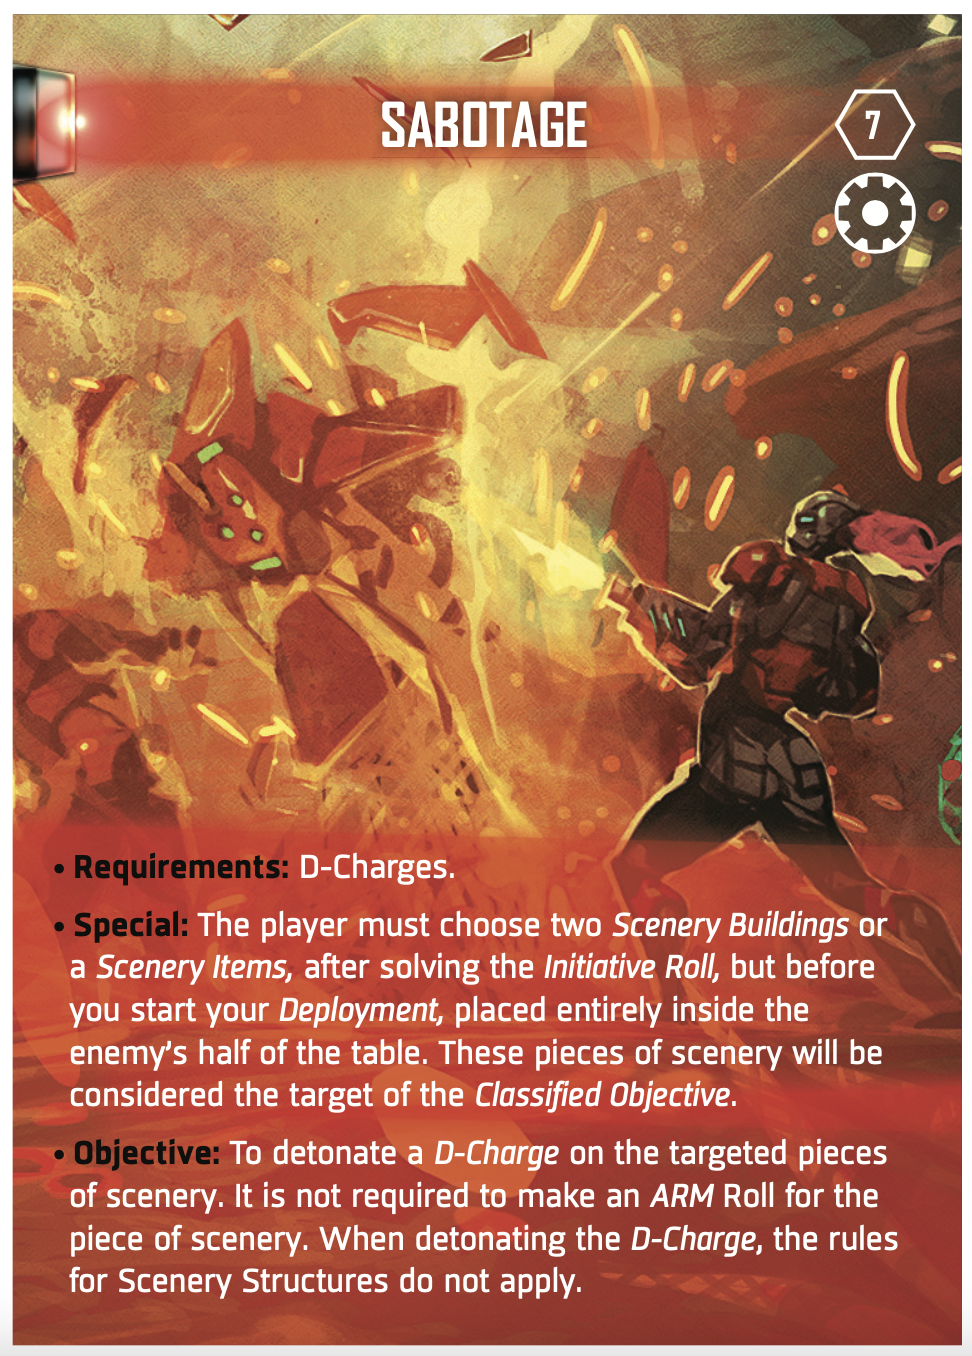 SABOTAGE
7
• Requirements: D-Charges.
• Special: The player must choose two Scenery Buildings or
a Scenery Items, after solving the Initiative Roll, but before
you start your Deployment, placed entirely inside the
enemy's half of the table. These pieces of scenery will be
considered the target of the Classified Objective.
• Objective: To detonate a D-Charge on the targeted pieces
of scenery. It is not required to make an ARM Roll for the
piece of scenery. When detonating the D-Charge, the rules
for Scenery Structures do not apply.